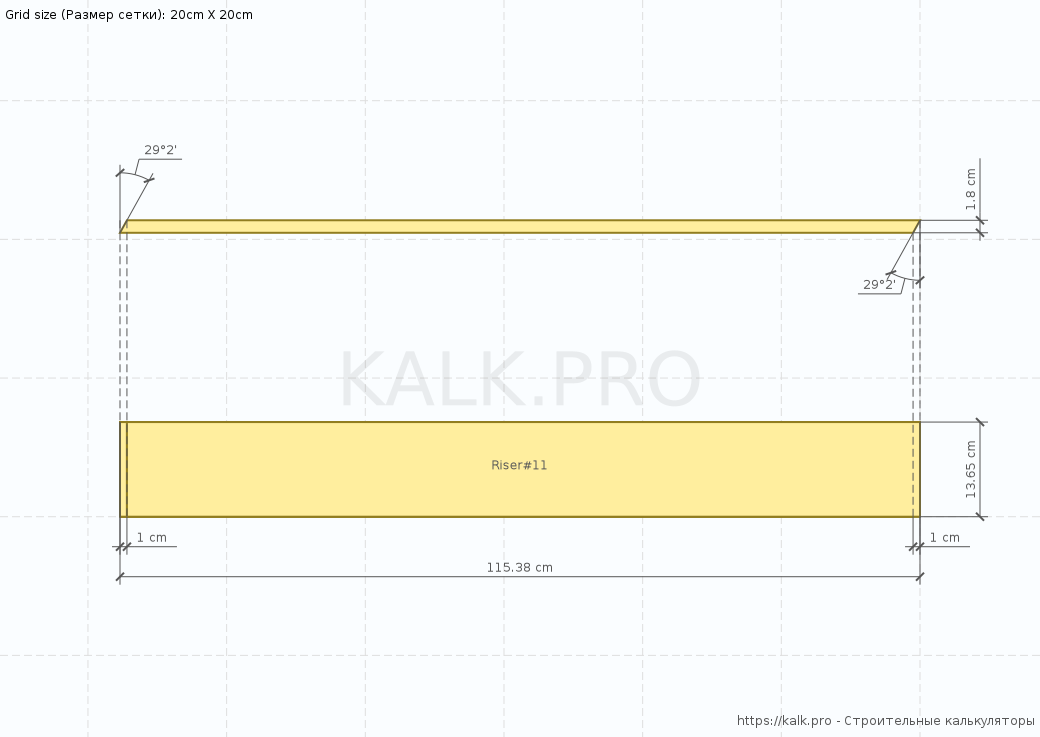 Grid size (Размер сетки): 20cm X 20cm
29°2'
1.8 cm
29°2'
KALK.PRO
Riser#11
13.65 cm
1 cm
1 cm
115.38 cm
https://kalk.pro - Строительные калькуляторы